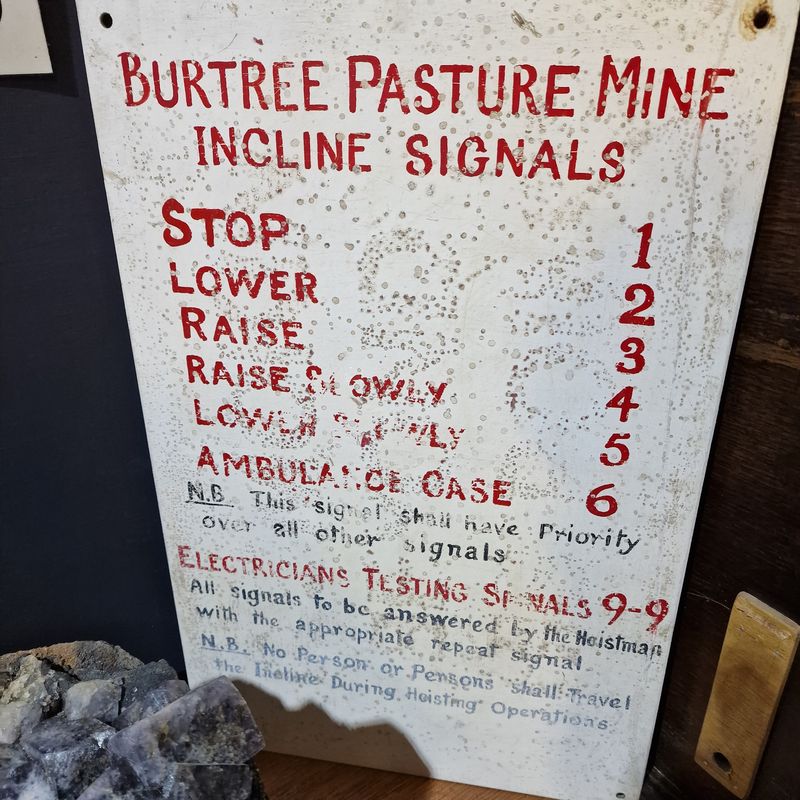 BURTREE PASTURE MINE
INCLINE SIGNALS
STOP 1
LOWER 2
RAISE 3
RAISE SLOWLY 4
LOWER SLOWLY 5
AMBULANCE CASE 6
N.B This signal shall have Priority
over all other signals.
ELECTRICIANS TESTING SIGNALS 9-9
All signals to be answered by the Hoistman
with the appropriate repeat signal
N.B. No Person or Persons shall Travel
the Incline During Hoisting Operations.